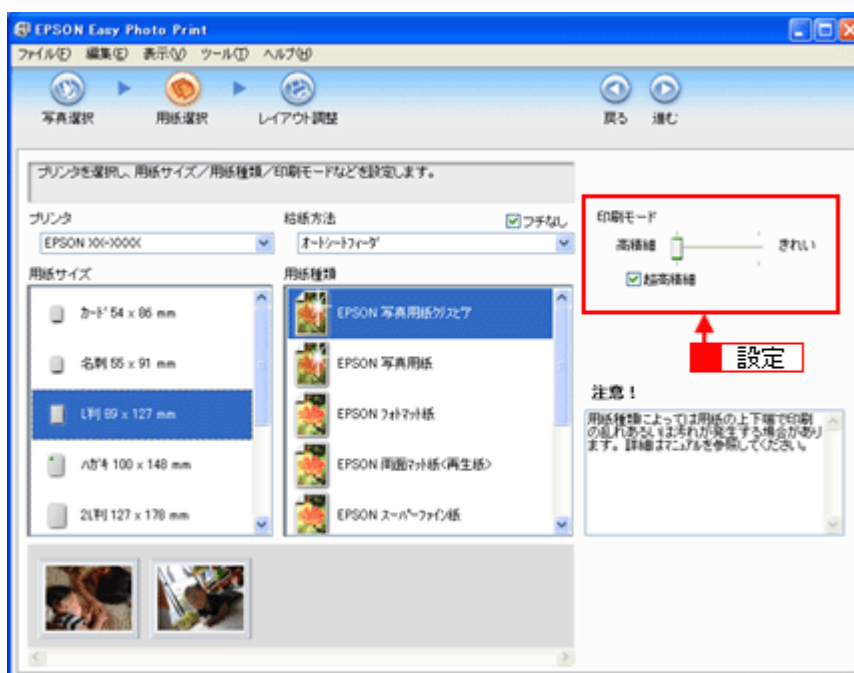 EPSON Easy Photo Print
ファイル(F) 編集(E) 表示(V) ツール(T) ヘルプ(H)
写真選択 用紙選択 レイアウト調整 戻る 進む
プリンタを選択し、用紙サイズ/用紙種類/印刷モードなどを設定します。
プリンタ 給紙方法 フチなし 印刷モード
EPSON XX-XXXX オートシートフィーダ 高精細 きれい
超高精細
用紙サイズ 用紙種類
カード 54 x 86 mm EPSON 写真用紙クリスピア
名刺 55 x 91 mm EPSON 写真用紙
L判 89 x 127 mm EPSON フォトマット紙
ハガキ 100 x 148 mm EPSON 両面マット紙<再生紙>
2L判 127 x 178 mm EPSON スーパーファイン紙
設定
注意!
用紙種類によっては用紙の上下端で印刷
の乱れあるいは汚れが発生する場合があり
ます。詳細はマニュアルを参照してください。